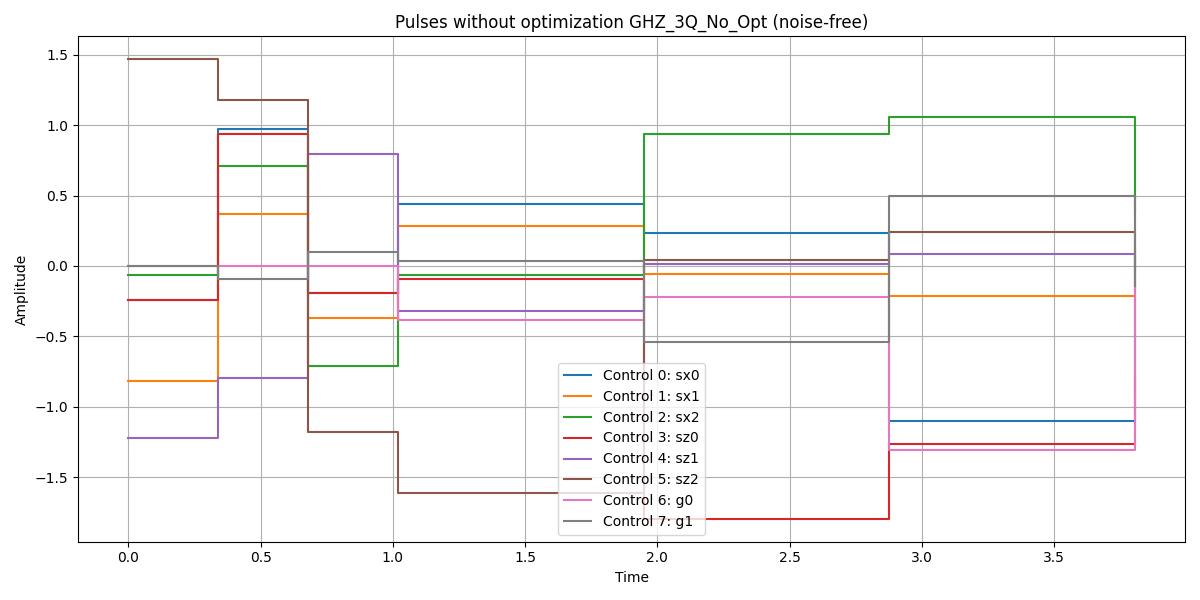 Pulses without optimization GHZ_3Q_No_Opt (noise-free)
1.5
1.0
0.5
0.0
−0.5
−1.0
−1.5
Amplitude
Control 0: sx0
Control 1: sx1
Control 2: sx2
Control 3: sz0
Control 4: sz1
Control 5: sz2
Control 6: g0
Control 7: g1
0.0 0.5 1.0 1.5 2.0 2.5 3.0 3.5
Time